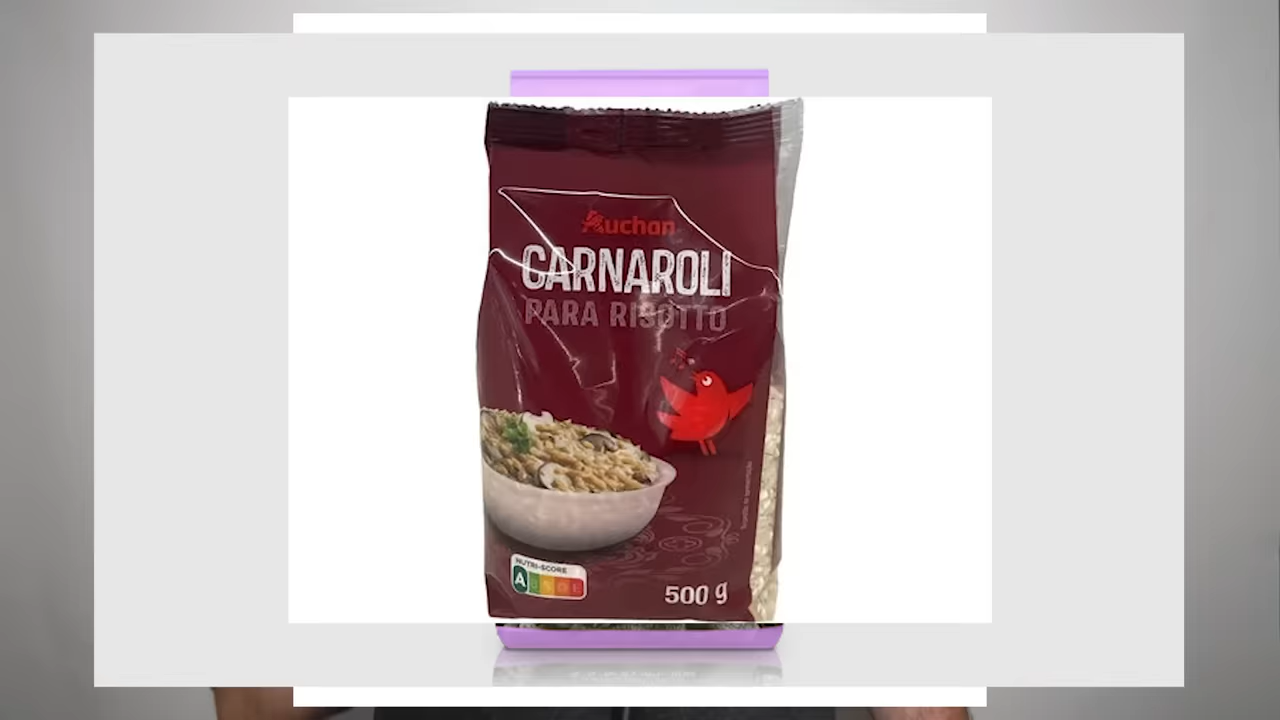 Auchan
CARNAROLI
PARA RISOTTO
NUTRI-SCORE
A
500 g